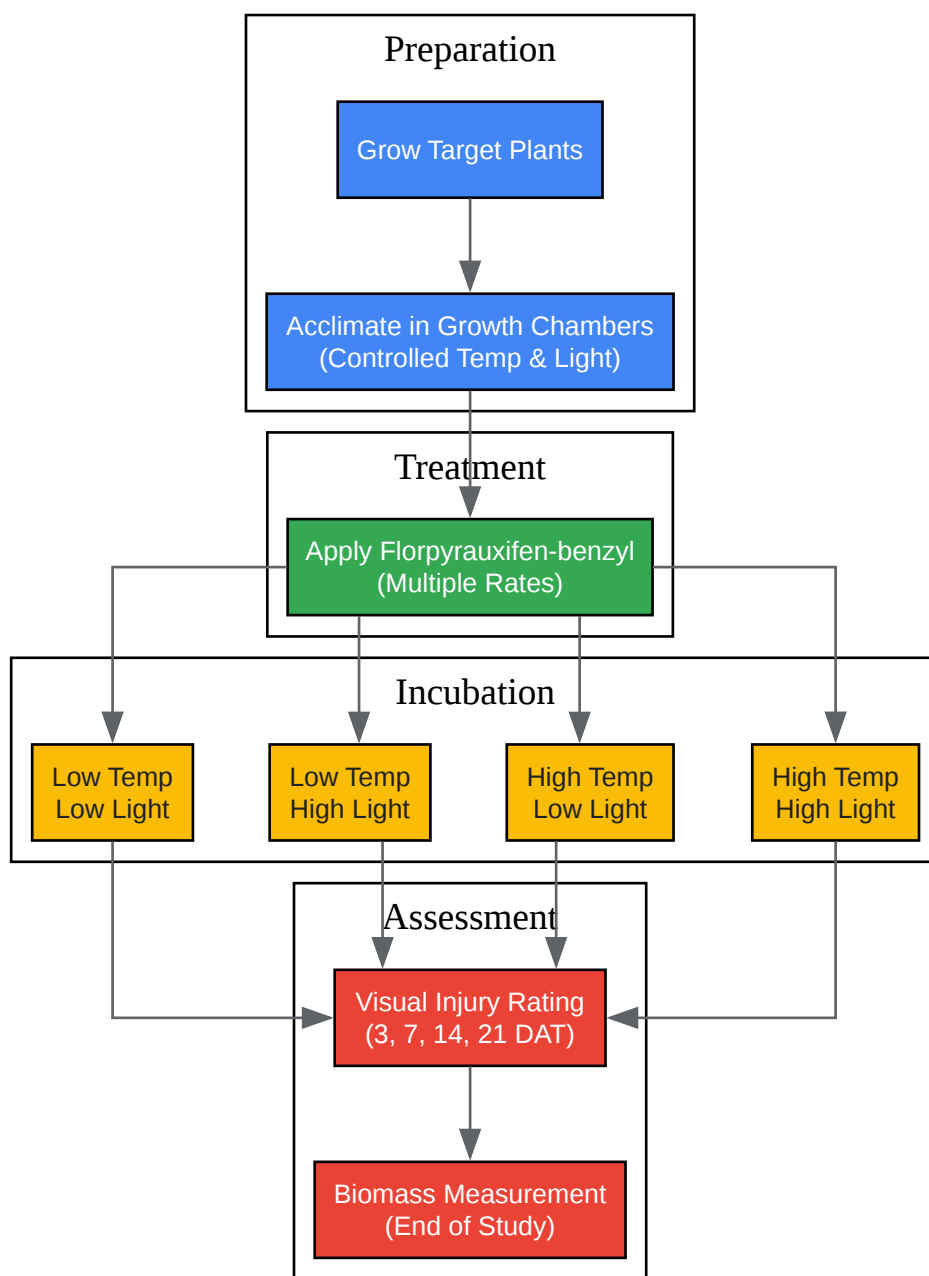 Preparation
Grow Target Plants
Acclimate in Growth Chambers
(Controlled Temp & Light)
Treatment
Apply Florpyrauxifen-benzyl
(Multiple Rates)
Incubation
Low Temp
Low Light
Low Temp
High Light
High Temp
Low Light
High Temp
High Light
Assessment
Visual Injury Rating
(3, 7, 14, 21 DAT)
Biomass Measurement
(End of Study)